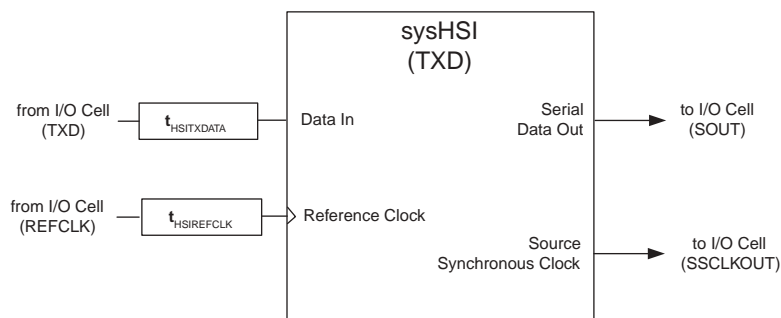 sysHSI
(TXD)
from I/O Cell
(TXD)
tHSITXDATA
Data In
Serial
Data Out
to I/O Cell
(SOUT)
from I/O Cell
(REFCLK)
tHSIREFCLK
Reference Clock
Source
Synchronous Clock
to I/O Cell
(SSCLKOUT)